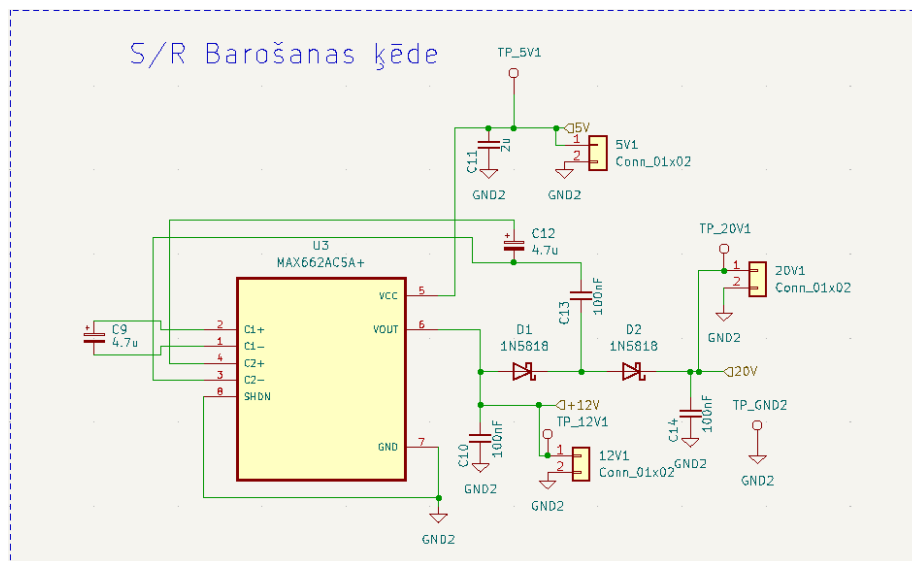 S/R Barošanas ķēde
TP_5V1
5V
C11
2u
1
2
5V1
Conn_01x02
GND2
GND2
C12
4.7u
TP_20V1
U3
MAX662ACSA+
VCC
5
VOUT
6
GND
7
C1+
2
C1-
1
C2+
4
C2-
3
SHDN
8
C9
4.7u
C13
100nF
1
2
20V1
Conn_01x02
GND2
D1
1N5818
D2
1N5818
20V
+12V
TP_12V1
C10
100nF
1
2
12V1
Conn_01x02
GND2
GND2
C14
100nF
GND2
TP_GND2
GND2
GND2